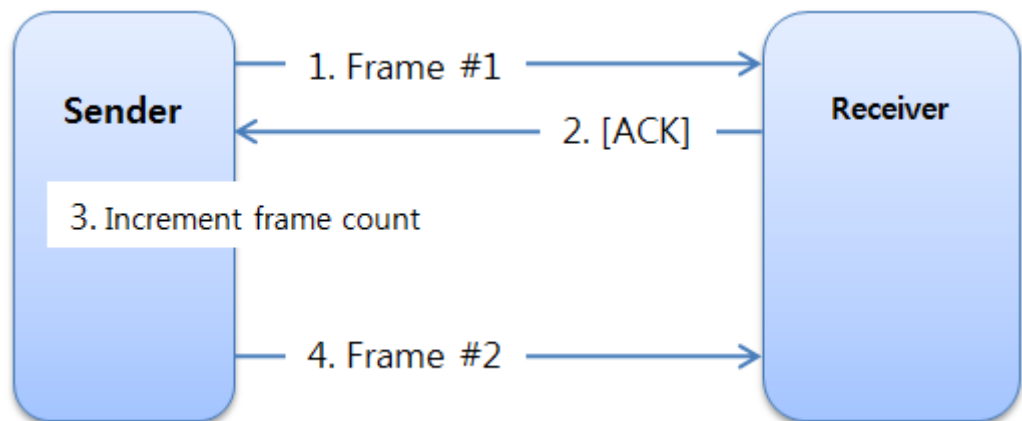 1. Frame #1
Sender
Receiver
2. [ACK]
3. Increment frame count
4. Frame #2